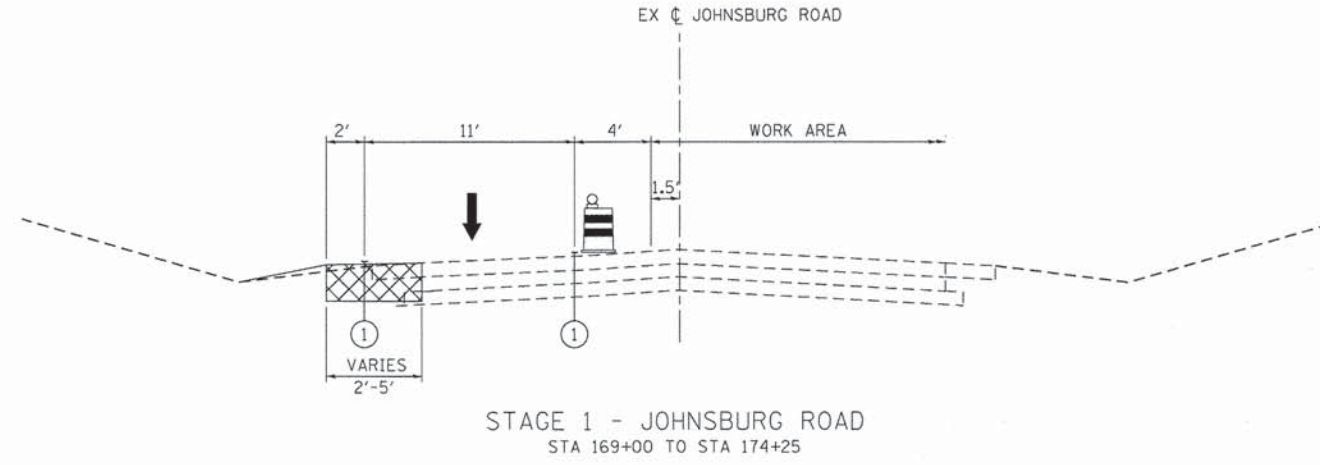 EX ℄ JOHNSBURG ROAD
2' 11' 4' WORK AREA
1.5'
1 1
VARIES
2'-5'
STAGE 1 - JOHNSBURG ROAD
STA 169+00 TO STA 174+25